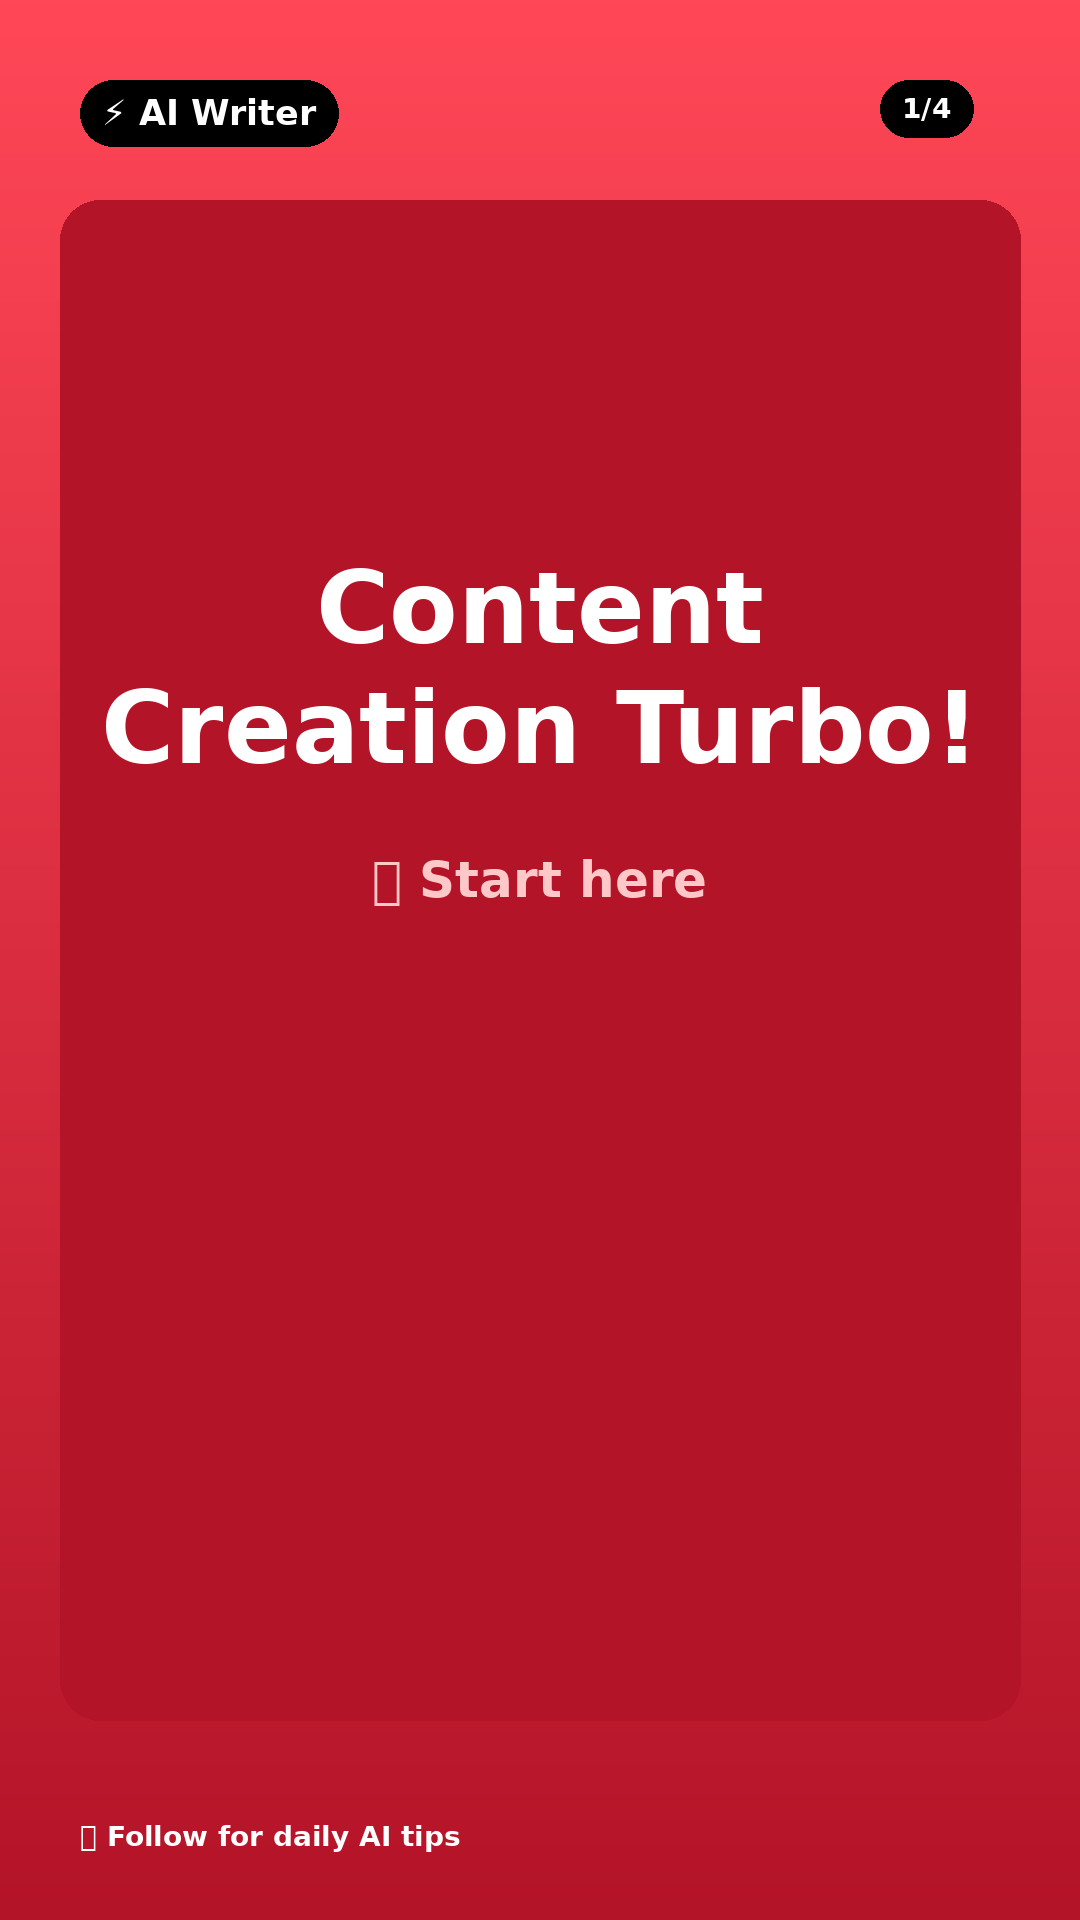 ⚡ AI Writer
1/4
Content
Creation Turbo!
▯ Start here
▯ Follow for daily AI tips